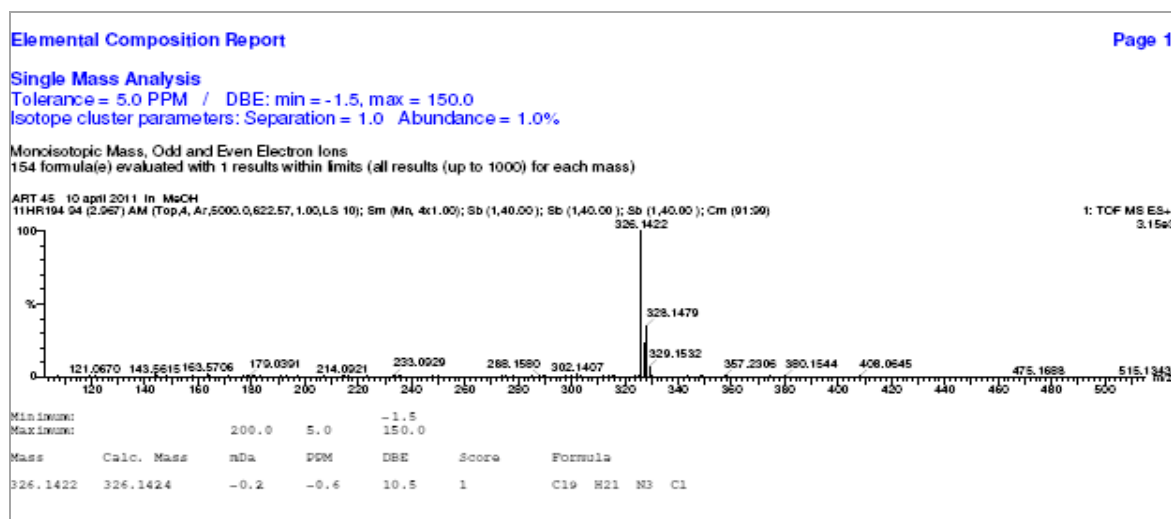 Elemental Composition Report Page 1
Single Mass Analysis
Tolerance = 5.0 PPM / DBE: min = -1.5, max = 150.0
Isotope cluster parameters: Separation = 1.0 Abundance = 1.0%
Monoisotopic Mass, Odd and Even Electron Ions
154 formula(e) evaluated with 1 results within limits (all results (up to 1000) for each mass)
ART 45 10 april 2011 in MeOH
11HR194 94 (2.967) AM (Top,4, Ar,5000.0,622.57, 1.00,LS 10); Sm (Mn, 4x1.00); Sb (1,40.00 ); Sb (1,40.00 ); Sb (1,40.00 ); Cm (91:99) 1: TOF MS ES+
326.1422 3.15e3
100
%
328.1479
329.1532
121.0670 143.5615 163.5706 179.0391 214.0921 233.0929 288.1580 302.1407 357.2306 380.1544 408.0645 475.1688 515.1343
0
120 140 160 180 200 220 240 260 280 300 320 340 360 380 400 420 440 460 480 500
Minimum: -1.5
Maximum: 200.0 5.0 150.0
Mass Calc. Mass mDa PPM DBE Score Formula
326.1422 326.1424 -0.2 -0.6 10.5 1 C19 H21 N3 Cl